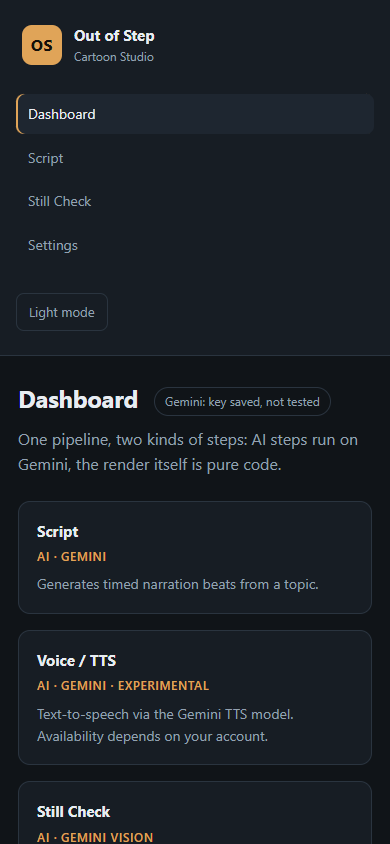 OS
Out of Step
Cartoon Studio
Dashboard
Script
Still Check
Settings
Light mode
Dashboard
Gemini: key saved, not tested
One pipeline, two kinds of steps: AI steps run on
Gemini, the render itself is pure code.
Script
AI · GEMINI
Generates timed narration beats from a topic.
Voice / TTS
AI · GEMINI · EXPERIMENTAL
Text-to-speech via the Gemini TTS model.
Availability depends on your account.
Still Check
AI · GEMINI VISION